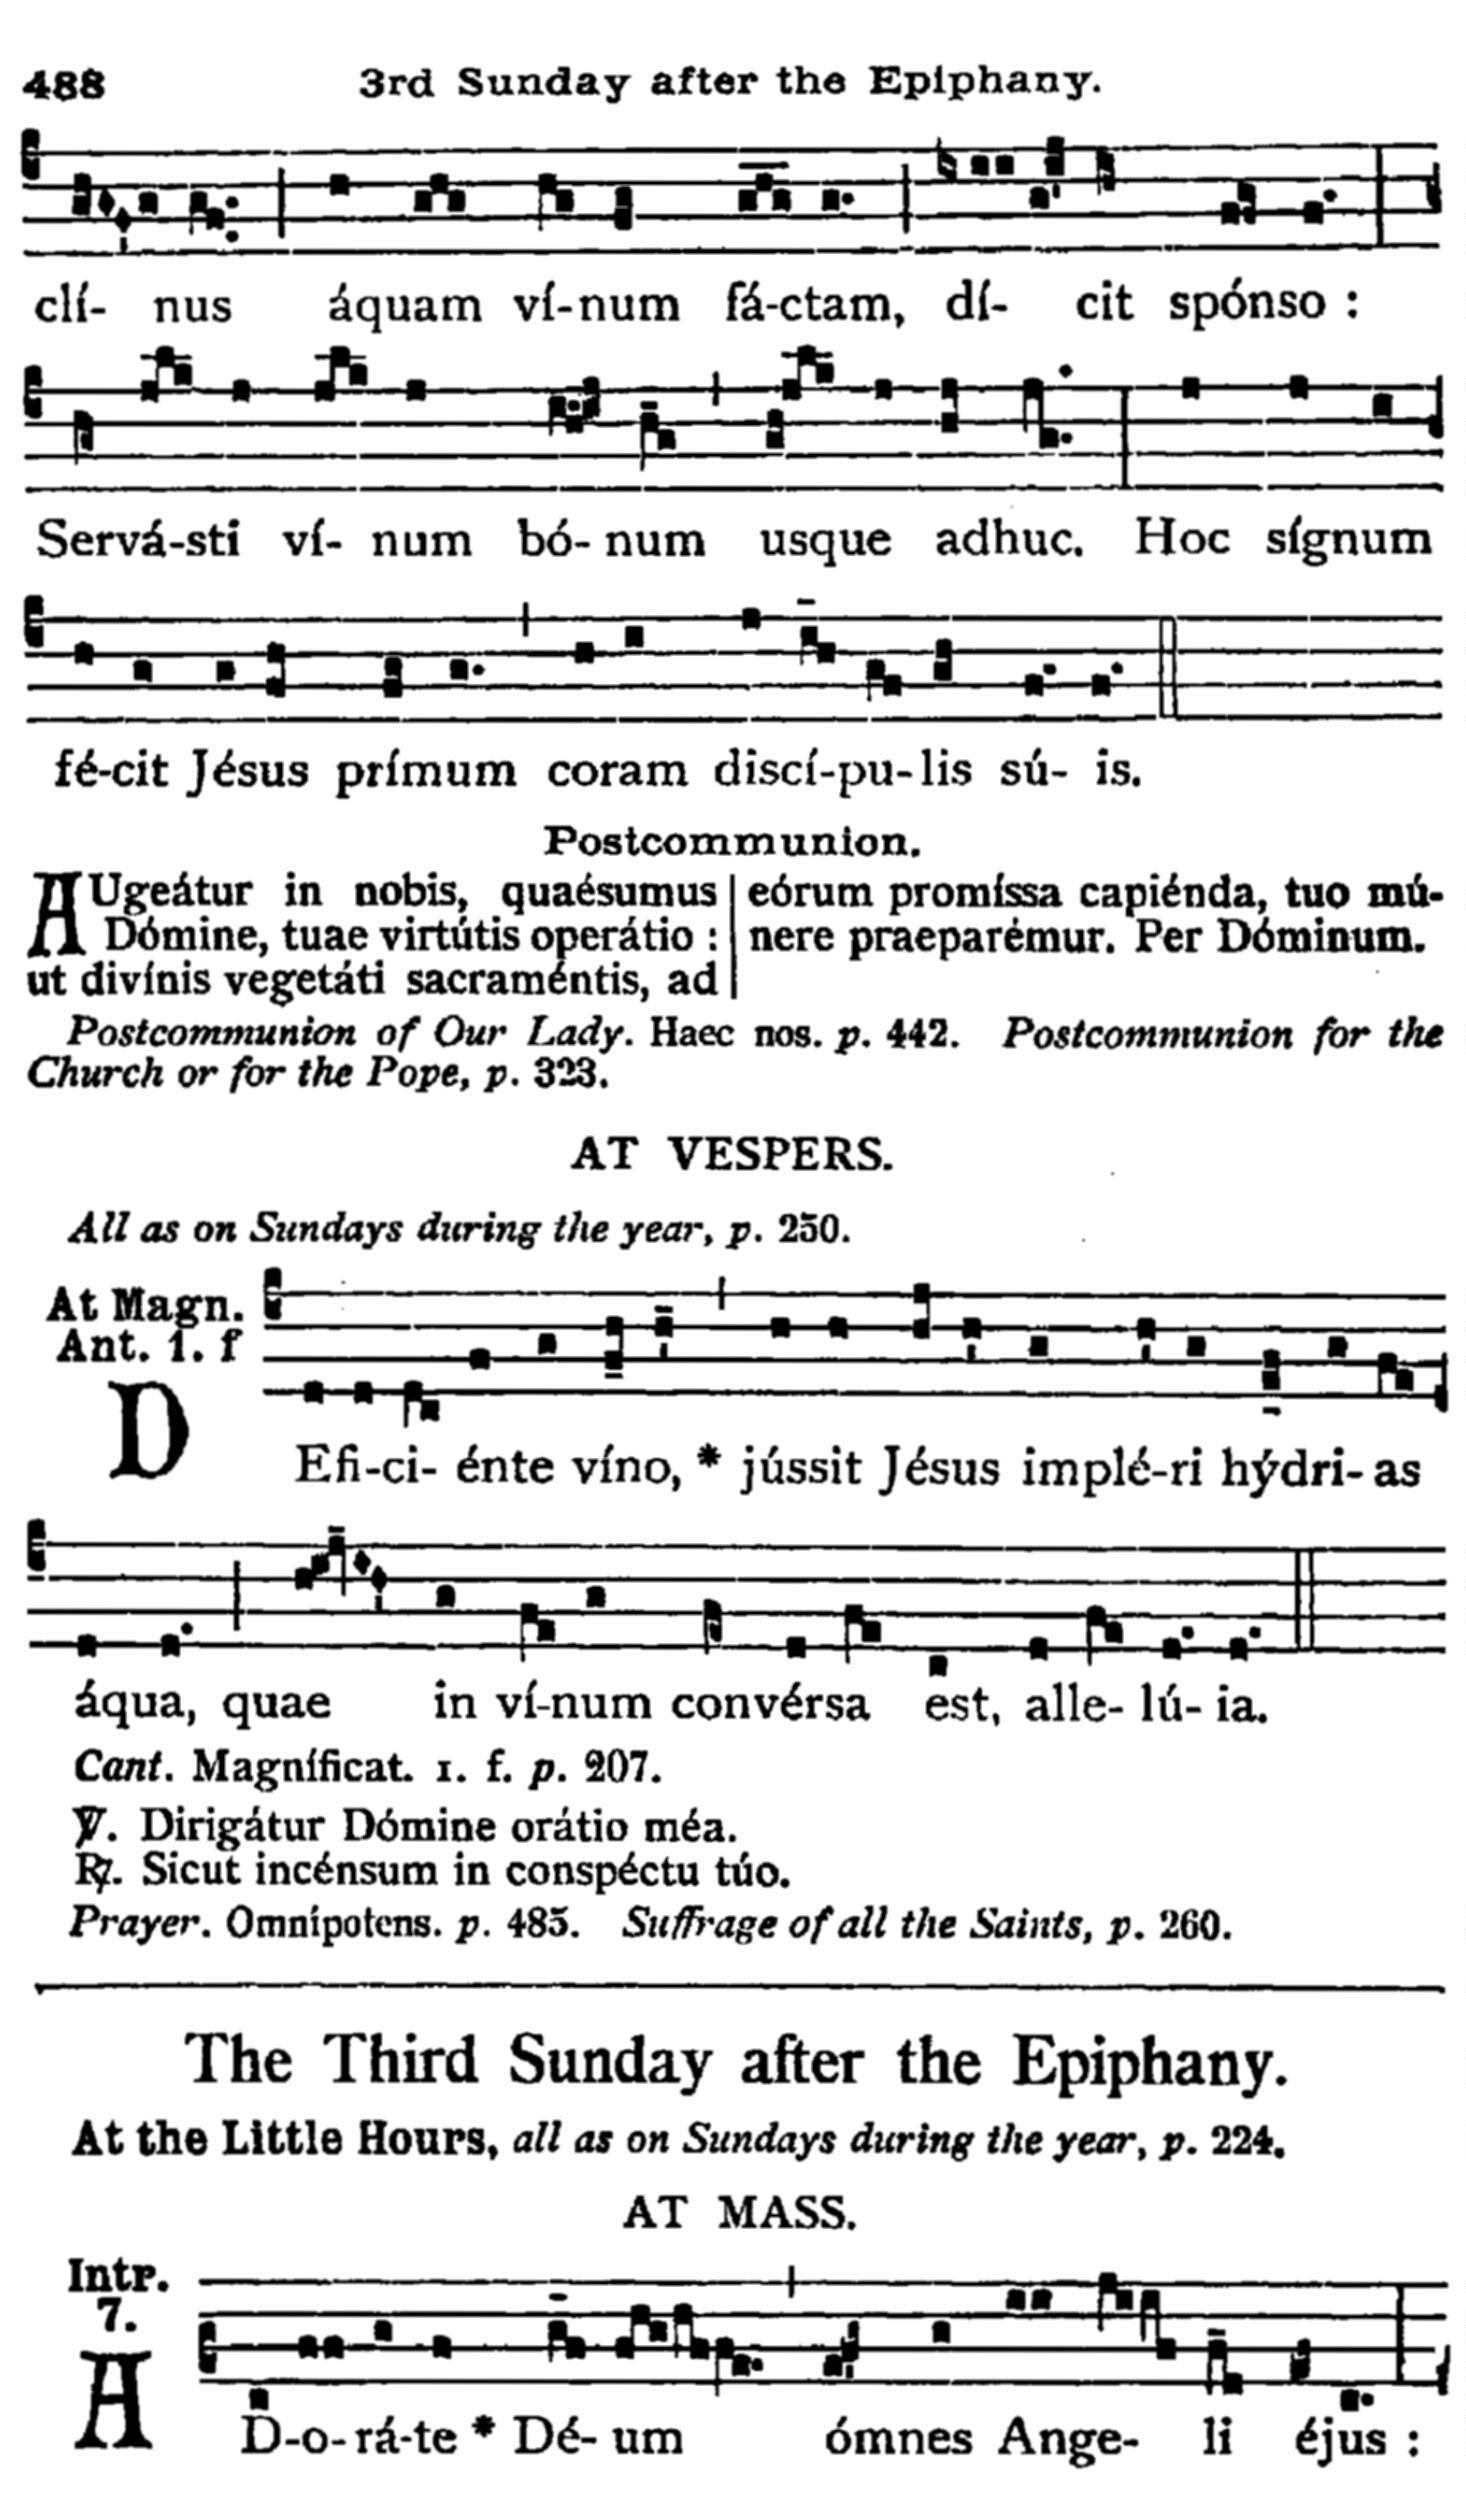 488 3rd Sunday after the Epiphany.
clí- nus áquam ví-num fá-ctam, dí- cit spónso :
Servá-sti ví- num bó- num usque adhuc. Hoc sígnum
fé-cit Jésus prímum coram discí-pu-lis sú- is.
Postcommunion.
AUgeátur in nobis, quaésumus
Dómine, tuae virtútis operátio :
ut divínis vegetáti sacraméntis, ad
eórum promíssa capiénda, tuo mú-
nere praeparémur. Per Dóminum.
Postcommunion of Our Lady. Haec nos. p. 442. Postcommunion for the
Church or for the Pope, p. 323.
AT VESPERS.
All as on Sundays during the year, p. 250.
At Magn.
Ant. 1. f
DEfi-ci- énte víno, * jússit Jésus implé-ri hýdri- as
áqua, quae in ví-num convérsa est, alle- lú- ia.
Cant. Magníficat. 1. f. p. 207.
℣. Dirigátur Dómine orátio méa.
℟. Sicut incénsum in conspéctu túo.
Prayer. Omnípotens. p. 485. Suffrage of all the Saints, p. 260.
The Third Sunday after the Epiphany.
At the Little Hours, all as on Sundays during the year, p. 224.
AT MASS.
Intr.
7.
AD-o- rá-te * Dé- um ómnes Ange- li éjus :